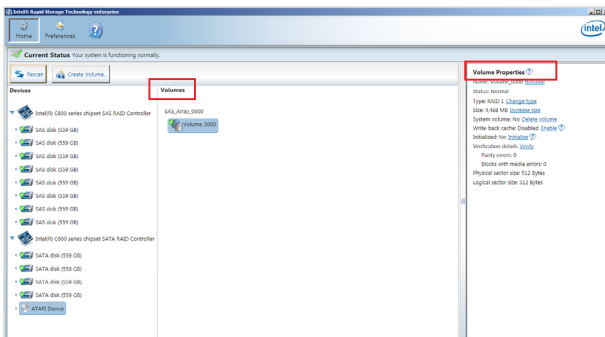 Intel® Rapid Storage Technology enterprise
Home
Preferences
intel
Current Status Your system is functioning normally.
Rescan
Create Volume...
Devices
Intel(R) C600 series chipset SAS RAID Controller
SAS disk (559 GB)
SAS disk (559 GB)
SAS disk (559 GB)
SAS disk (559 GB)
SAS disk (559 GB)
SAS disk (559 GB)
SAS disk (559 GB)
SAS disk (559 GB)
Intel(R) C600 series chipset SATA RAID Controller
SATA disk (559 GB)
SATA disk (559 GB)
SATA disk (559 GB)
SATA disk (559 GB)
ATAPI Device
Volumes
SAS_Array_0000
Volume_0000
Volume Properties
Name: Volume_0000 Rename
Status: Normal
Type: RAID 1 Change type
Size: 4,468 MB Increase size
System volume: No Delete volume
Write-back cache: Disabled Enable
Initialized: No Initialize
Verification details Verify
Parity errors: 0
Blocks with media errors: 0
Physical sector size: 512 Bytes
Logical sector size: 512 Bytes